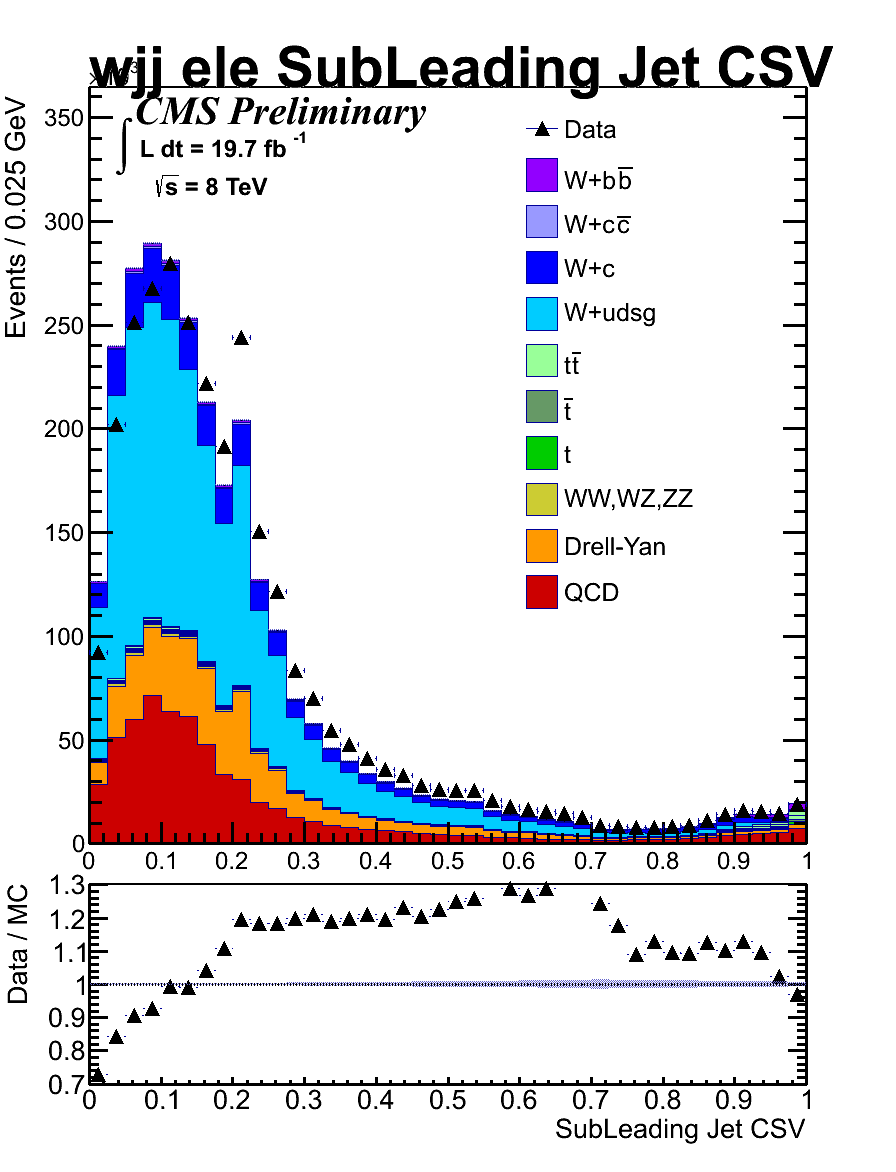 wjj ele SubLeading Jet CSV
×10³
CMS Preliminary
∫ L dt = 19.7 fb⁻¹
√s = 8 TeV
Events / 0.025 GeV
350
300
250
200
150
100
50
0
Data
W+bb̅
W+cc̅
W+c
W+udsg
tt̅
t̅
t
WW,WZ,ZZ
Drell-Yan
QCD
0 0.1 0.2 0.3 0.4 0.5 0.6 0.7 0.8 0.9 1
Data / MC
1.3
1.2
1.1
1
0.9
0.8
0.7
0 0.1 0.2 0.3 0.4 0.5 0.6 0.7 0.8 0.9 1
SubLeading Jet CSV